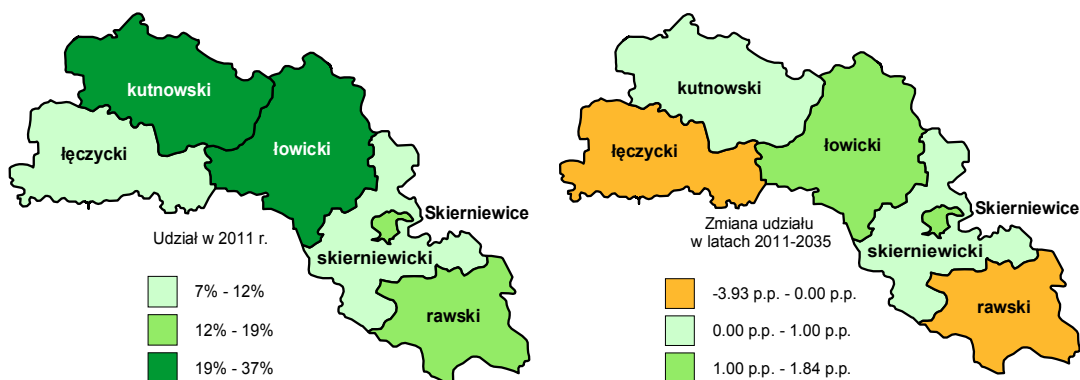 kutnowski
łęczycki
łowicki
Skierniewice
Udział w 2011 r.
skierniewicki
rawski
7% - 12%
12% - 19%
19% - 37%
kutnowski
łęczycki
łowicki
Skierniewice
Zmiana udziału
w latach 2011-2035
skierniewicki
rawski
-3.93 p.p. - 0.00 p.p.
0.00 p.p. - 1.00 p.p.
1.00 p.p. - 1.84 p.p.